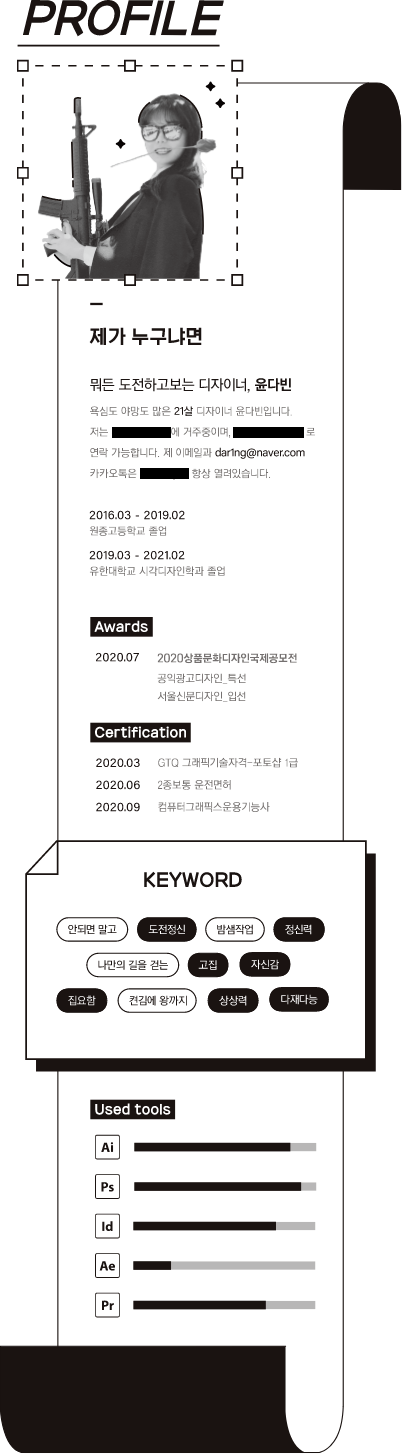 PROFILE
제가 누구냐면
뭐든 도전하고보는 디자이너, 윤다빈
욕심도 야망도 많은 21살 디자이너 윤다빈입니다.
저는 에 거주중이며, 로
연락 가능합니다. 제 이메일과 dar1ng@naver.com
카카오톡은 항상 열려있습니다.
2016.03 - 2019.02
원종고등학교 졸업
2019.03 - 2021.02
유한대학교 시각디자인학과 졸업
Awards
2020.07 2020상품문화디자인국제공모전
공익광고디자인_특선
서울신문디자인_입선
Certification
2020.03 GTQ 그래픽기술자격-포토샵 1급
2020.06 2종보통 운전면허
2020.09 컴퓨터그래픽스운용기능사
KEYWORD
안되면 말고 도전정신 밤샘작업 정신력
나만의 길을 걷는 고집 자신감
집요함 켠김에 왕까지 상상력 다재다능
Used tools
Ai
Ps
Id
Ae
Pr